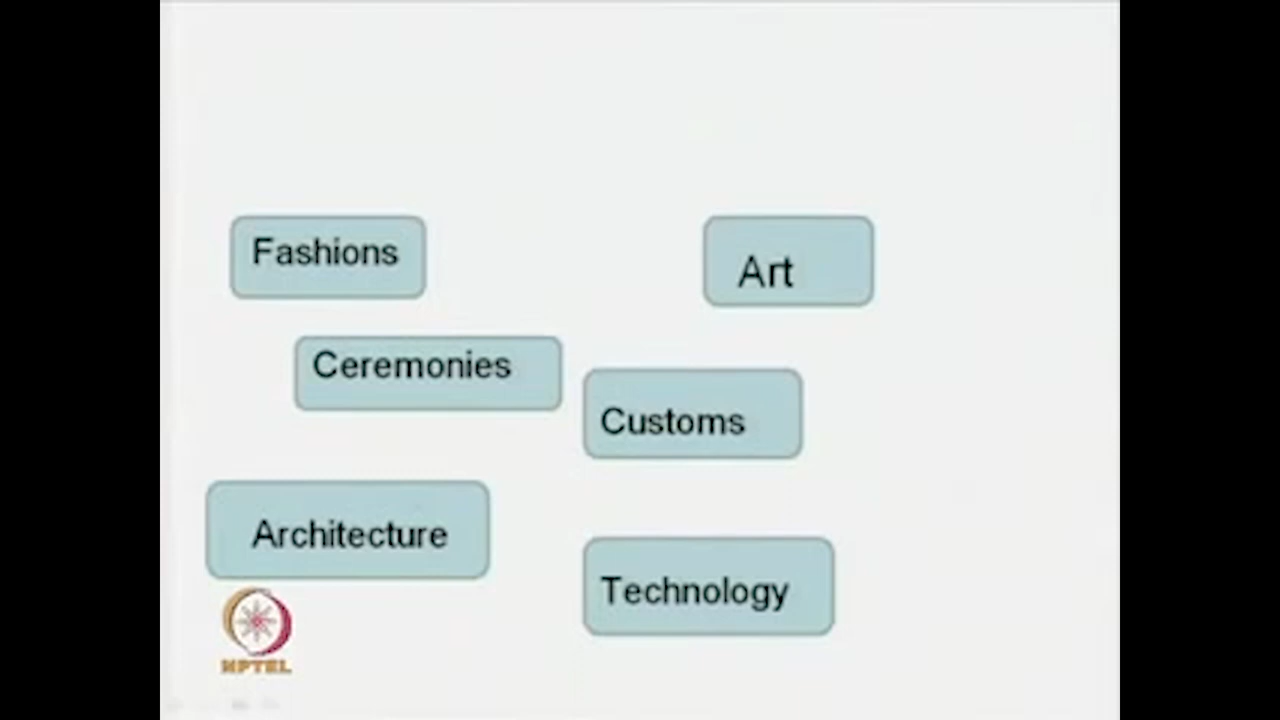 Fashions
Art
Ceremonies
Customs
Architecture
Technology
NPTEL